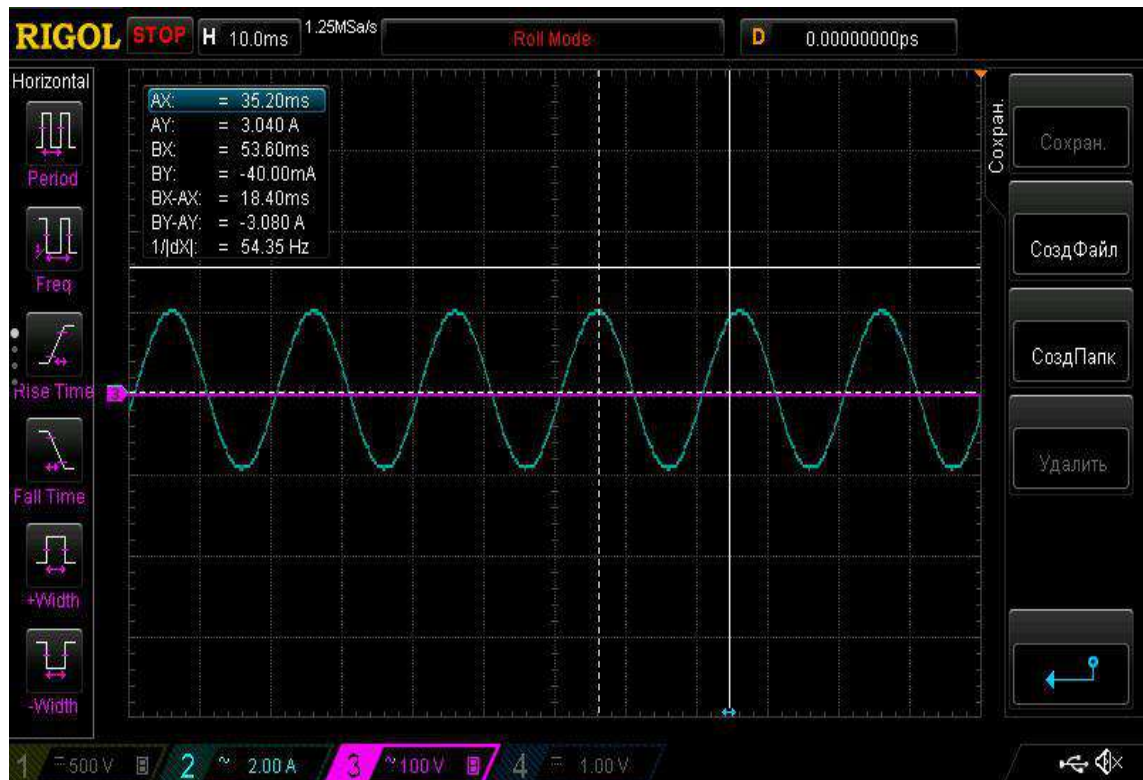 RIGOL STOP H 10.0ms 1.25MSa/s Roll Mode D 0.00000000ps
Horizontal
Period
Freq
Rise Time
Fall Time
+Width
-Width
AX: = 35.20ms
AY: = 3.040 A
BX: = 53.60ms
BY: = -40.00mA
BX-AX: = 18.40ms
BY-AY: = -3.080 A
1/|dX|: = 54.35 Hz
3
Сохран.
Сохран.
СоздФайл
СоздПапк
Удалить
1 500 V B 2 ~ 2.00 A 3 ~100 V B 4 1.00 V